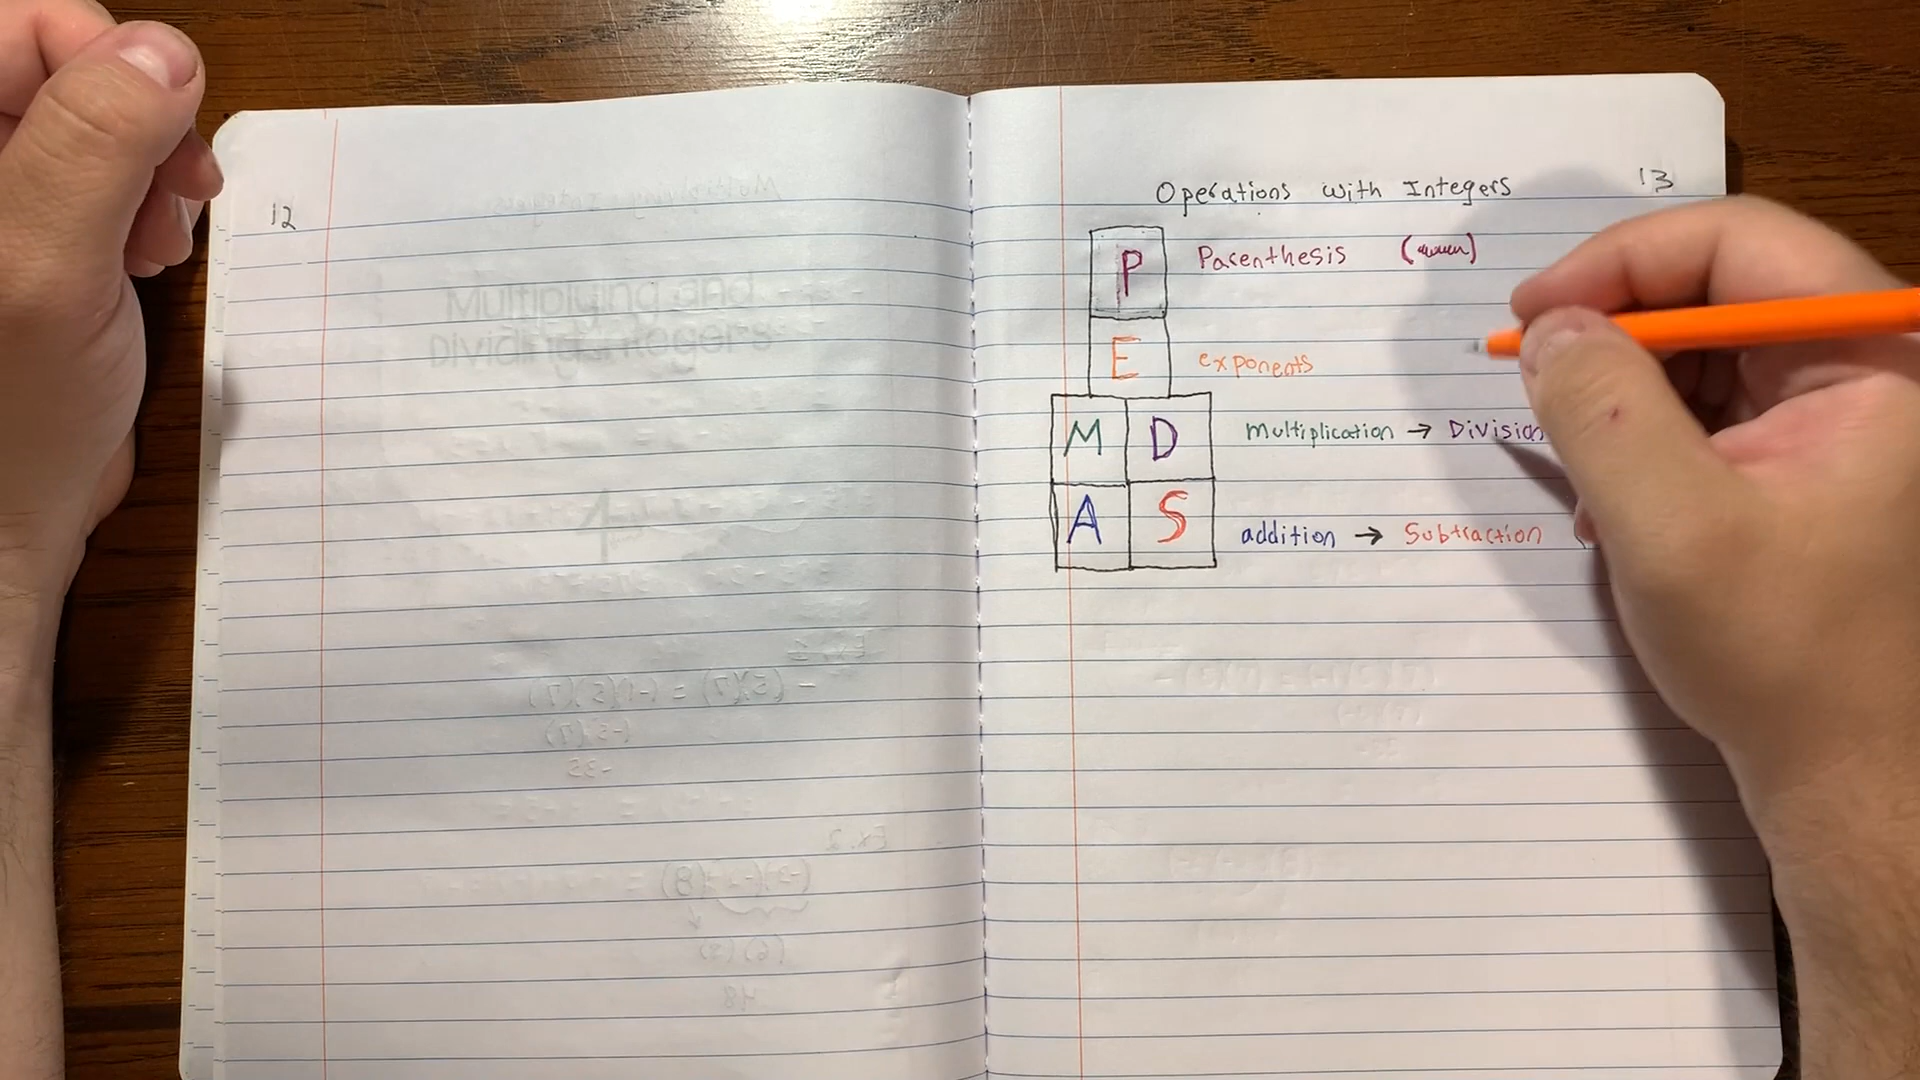 12
Operations with Integers 13
P Parenthesis ( )
E exponents
M D multiplication → Division
A S addition → Subtraction